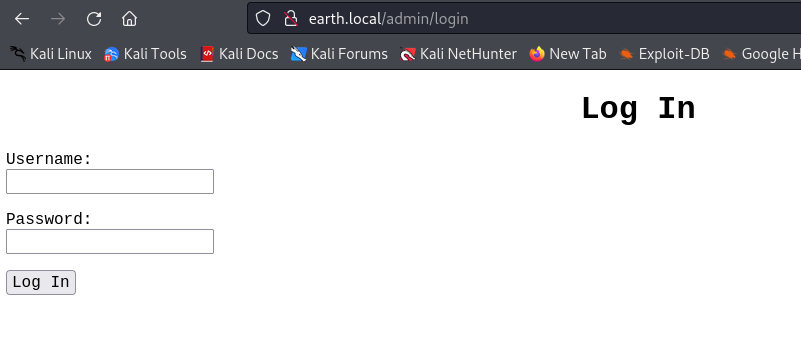 earth.local/admin/login
Kali Linux Kali Tools Kali Docs Kali Forums Kali NetHunter New Tab Exploit-DB Google H
Log In
Username:
Password:
Log In